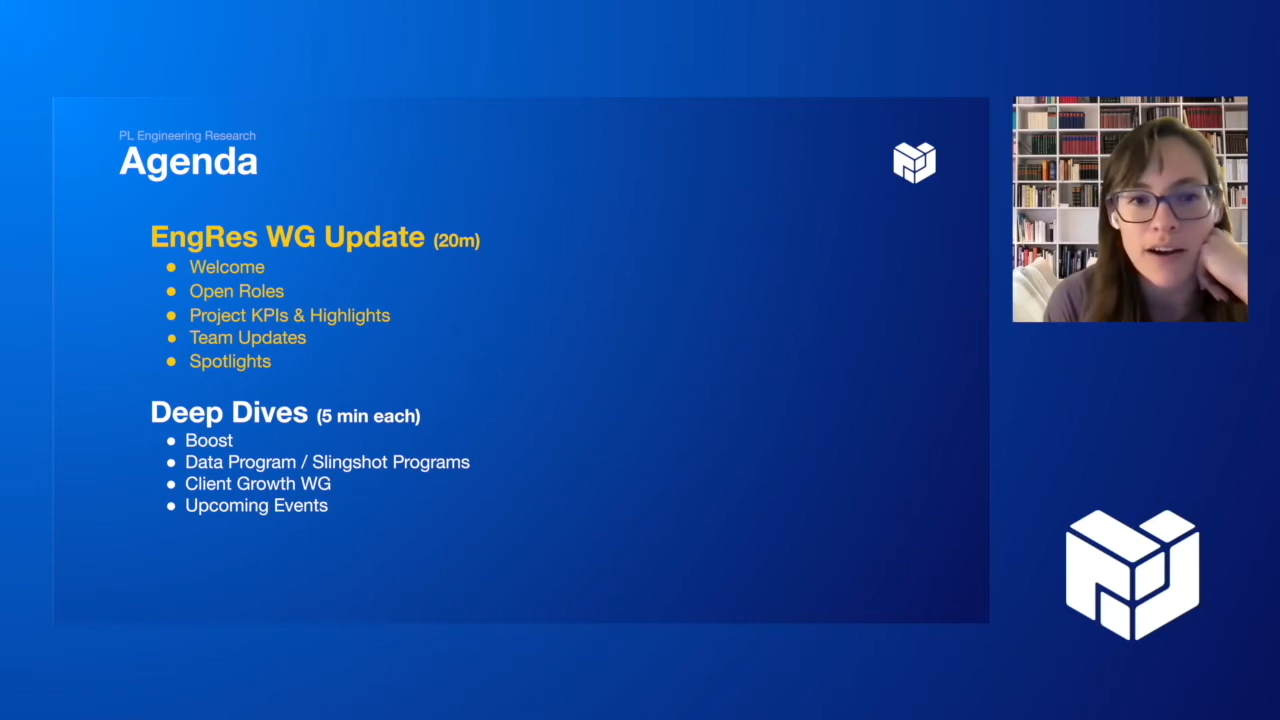 PL Engineering Research
Agenda
EngRes WG Update (20m)
● Welcome
● Open Roles
● Project KPIs & Highlights
● Team Updates
● Spotlights
Deep Dives (5 min each)
● Boost
● Data Program / Slingshot Programs
● Client Growth WG
● Upcoming Events